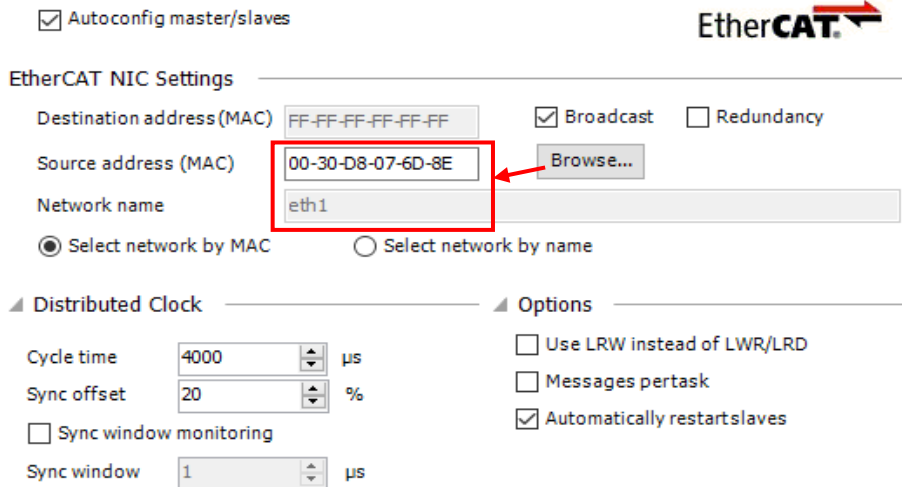 Autoconfig master/slaves
EtherCAT.
EtherCAT NIC Settings
Destination address (MAC) FF-FF-FF-FF-FF-FF Broadcast Redundancy
Source address (MAC) 00-30-D8-07-6D-8E Browse...
Network name eth1
Select network by MAC Select network by name
Distributed Clock
Cycle time 4000 µs
Sync offset 20 %
Sync window monitoring
Sync window 1 µs
Options
Use LRW instead of LWR/LRD
Messages pertask
Automatically restartslaves